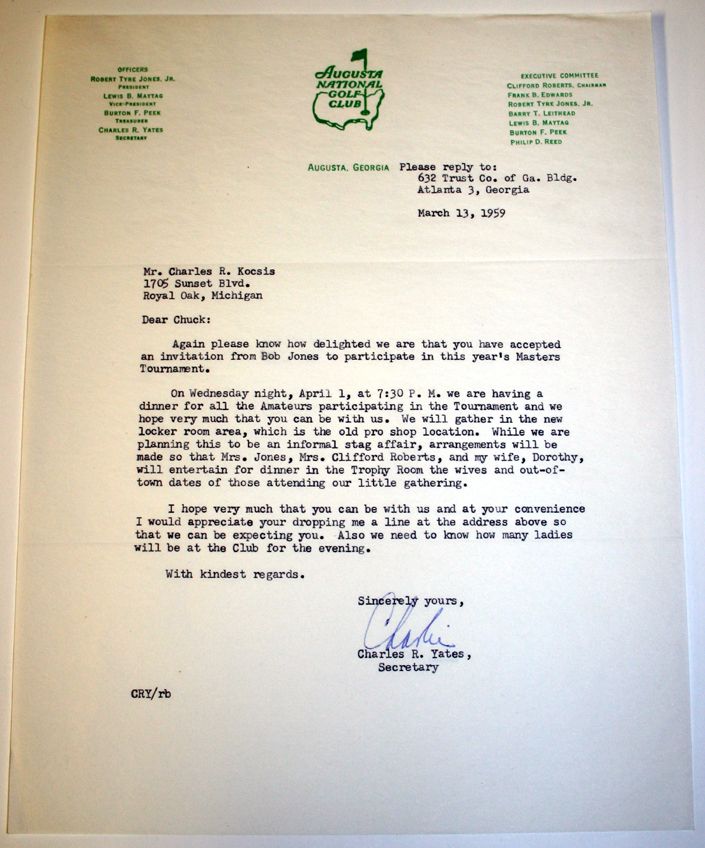 OFFICERS
ROBERT TYRE JONES, JR.
PRESIDENT
LEWIS B. MAYTAG
VICE-PRESIDENT
BURTON F. PEEK
TREASURER
CHARLES R. YATES
SECRETARY
AUGUSTA
NATIONAL
GOLF
CLUB
EXECUTIVE COMMITTEE
CLIFFORD ROBERTS, CHAIRMAN
FRANK B. EDWARDS
ROBERT TYRE JONES, JR.
BARRY T. LEITHEAD
LEWIS B. MAYTAG
BURTON F. PEEK
PHILIP D. REED
AUGUSTA, GEORGIA Please reply to:
632 Trust Co. of Ga. Bldg.
Atlanta 3, Georgia
March 13, 1959
Mr. Charles R. Kocsis
1705 Sunset Blvd.
Royal Oak, Michigan
Dear Chuck:
Again please know how delighted we are that you have accepted
an invitation from Bob Jones to participate in this year's Masters
Tournament.
On Wednesday night, April 1, at 7:30 P. M. we are having a
dinner for all the Amateurs participating in the Tournament and we
hope very much that you can be with us. We will gather in the new
locker room area, which is the old pro shop location. While we are
planning this to be an informal stag affair, arrangements will be
made so that Mrs. Jones, Mrs. Clifford Roberts, and my wife, Dorothy,
will entertain for dinner in the Trophy Room the wives and out-of-
town dates of those attending our little gathering.
I hope very much that you can be with us and at your convenience
I would appreciate your dropping me a line at the address above so
that we can be expecting you. Also we need to know how many ladies
will be at the Club for the evening.
With kindest regards.
Sincerely yours,
Charlie
Charles R. Yates,
Secretary
CRY/rb